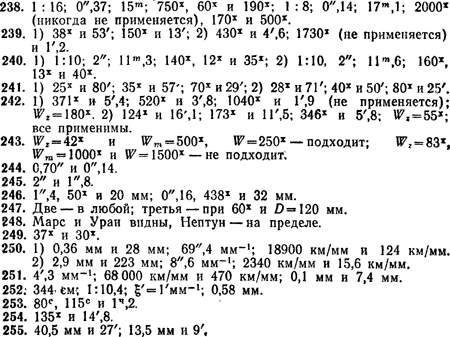 238. 1 : 16; 0″,37; 15ᵐ; 750ˣ, 60ˣ и 190ˣ; 1 : 8; 0″,14; 17ᵐ,1; 2000ˣ
(никогда не применяется), 170ˣ и 500ˣ.
239. 1) 38ˣ и 53′; 150ˣ и 13′; 2) 430ˣ и 4′,6; 1730ˣ (не применяется)
и 1′,2.
240. 1) 1:10; 2″; 11ᵐ,3; 140ˣ, 12ˣ и 35ˣ; 2) 1:10, 2″; 11ᵐ,6; 160ˣ,
13ˣ и 40ˣ.
241. 1) 25ˣ и 80′; 35ˣ и 57′; 70ˣ и 29′; 2) 28ˣ и 71′; 40ˣ и 50′; 80ˣ и 25′.
242. 1) 371ˣ и 5′,4; 520ˣ и 3′,8; 1040ˣ и 1′,9 (не применяется);
W_z=180ˣ. 2) 124ˣ и 16′,1; 173ˣ и 11′,5; 346ˣ и 5′,8; W_z=55ˣ;
все применимы.
243. W_z=42ˣ и W_m=500ˣ, W=250ˣ — подходит; W_z=83ˣ,
W_m=1000ˣ и W=1500ˣ — не подходит.
244. 0,70″ и 0″,14.
245. 2″ и 1″,8.
246. 1″,4, 50ˣ и 20 мм; 0″,16, 438ˣ и 32 мм.
247. Две — в любой; третья — при 60ˣ и D=120 мм.
248. Марс и Уран видны, Нептун — на пределе.
249. 37ˣ и 30ˣ.
250. 1) 0,36 мм и 28 мм; 69″,4 мм⁻¹; 18900 км/мм и 124 км/мм.
2) 2,9 мм и 223 мм; 8″,6 мм⁻¹; 2340 км/мм и 15,6 км/мм.
251. 4′,3 мм⁻¹; 68 000 км/мм и 470 км/мм; 0,1 мм и 7,4 мм.
252. 344 см; 1:10,4; ξ′=1′мм⁻¹; 0,58 мм.
253. 80ᶜ, 115ᶜ и 1ᶣ,2.
254. 135ˣ и 14′,8.
255. 40,5 мм и 27′; 13,5 мм и 9′.